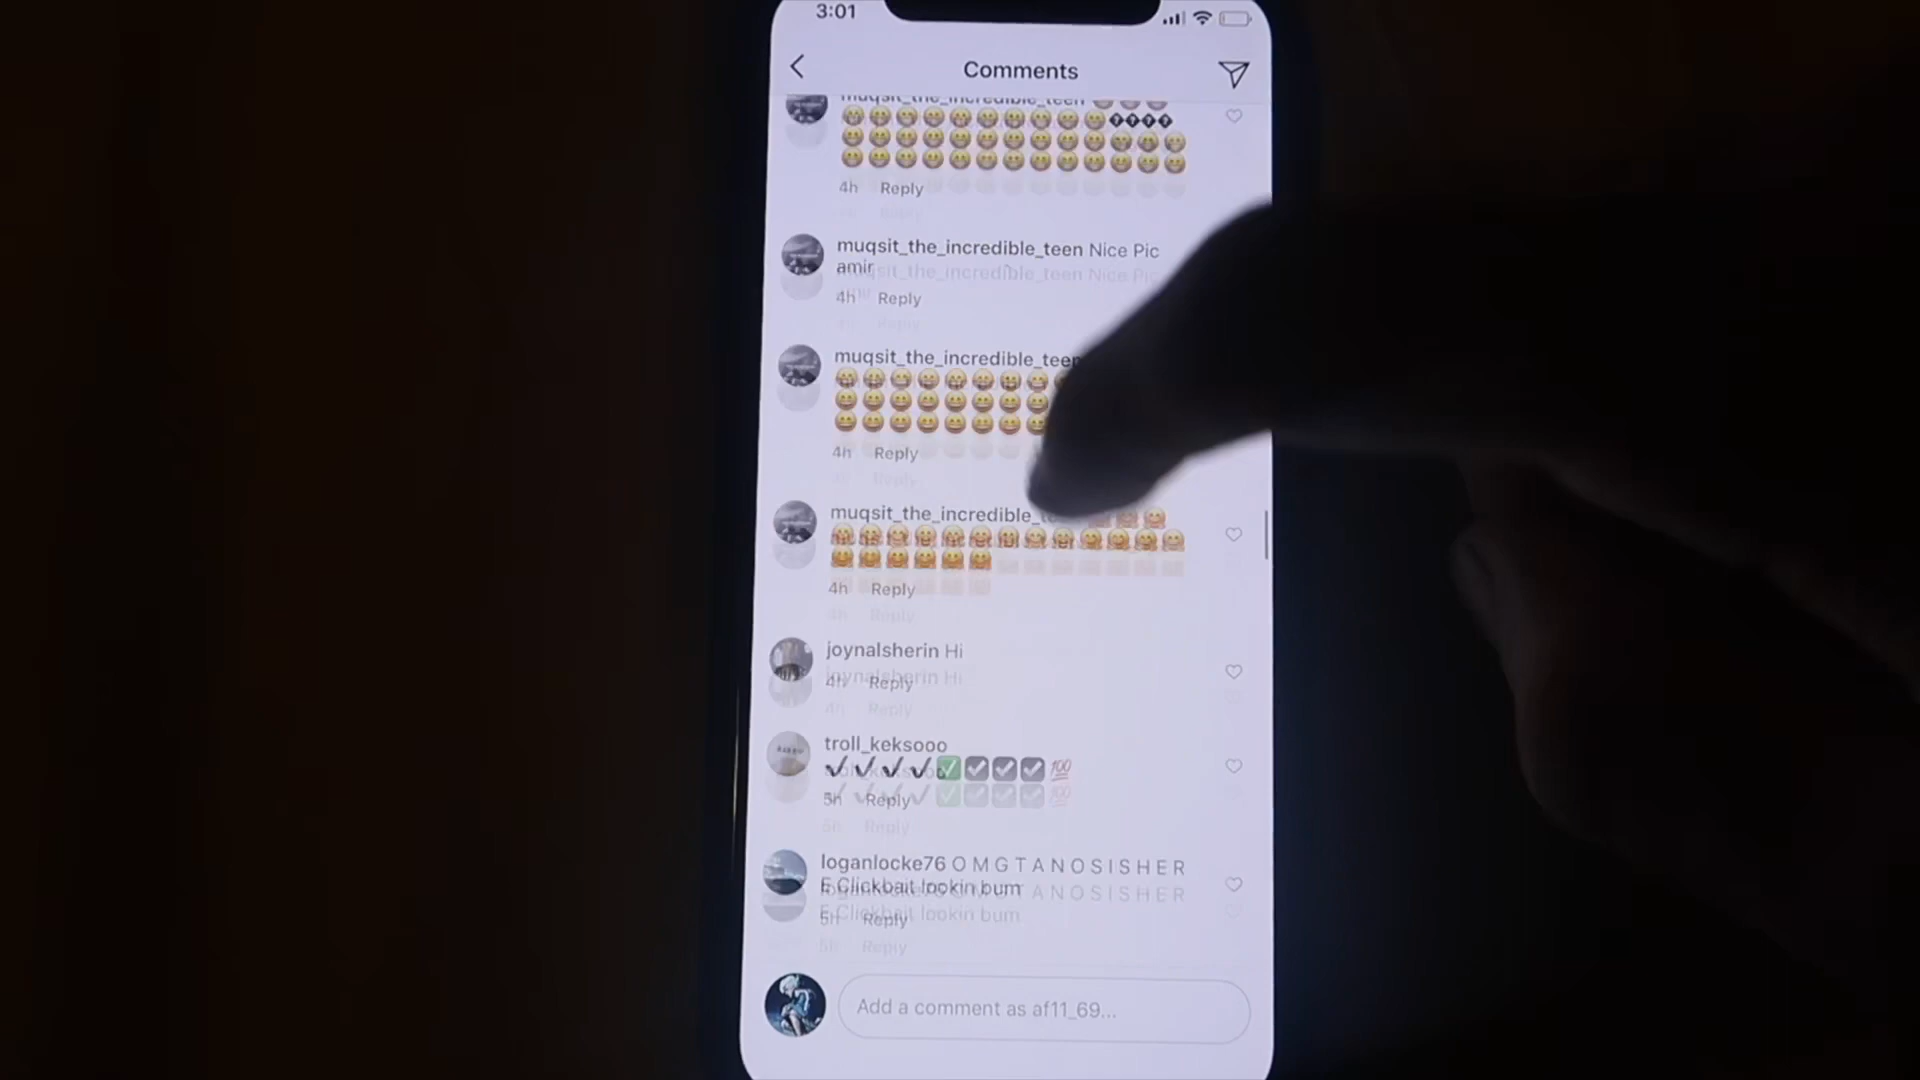 3:01
Comments
muqsit_the_incredible_teen
4h Reply
muqsit_the_incredible_teen Nice Pic
amir
4h Reply
muqsit_the_incredible_teen
4h Reply
muqsit_the_incredible_
4h Reply
joynalsherin Hi
4h Reply
troll_keksooo
✔✔✔✔✅☑☑☑💯
5h Reply
loganlocke76 O M G T A N O S I S H E R
E Clickbait lookin bum
5h Reply
Add a comment as af11_69...